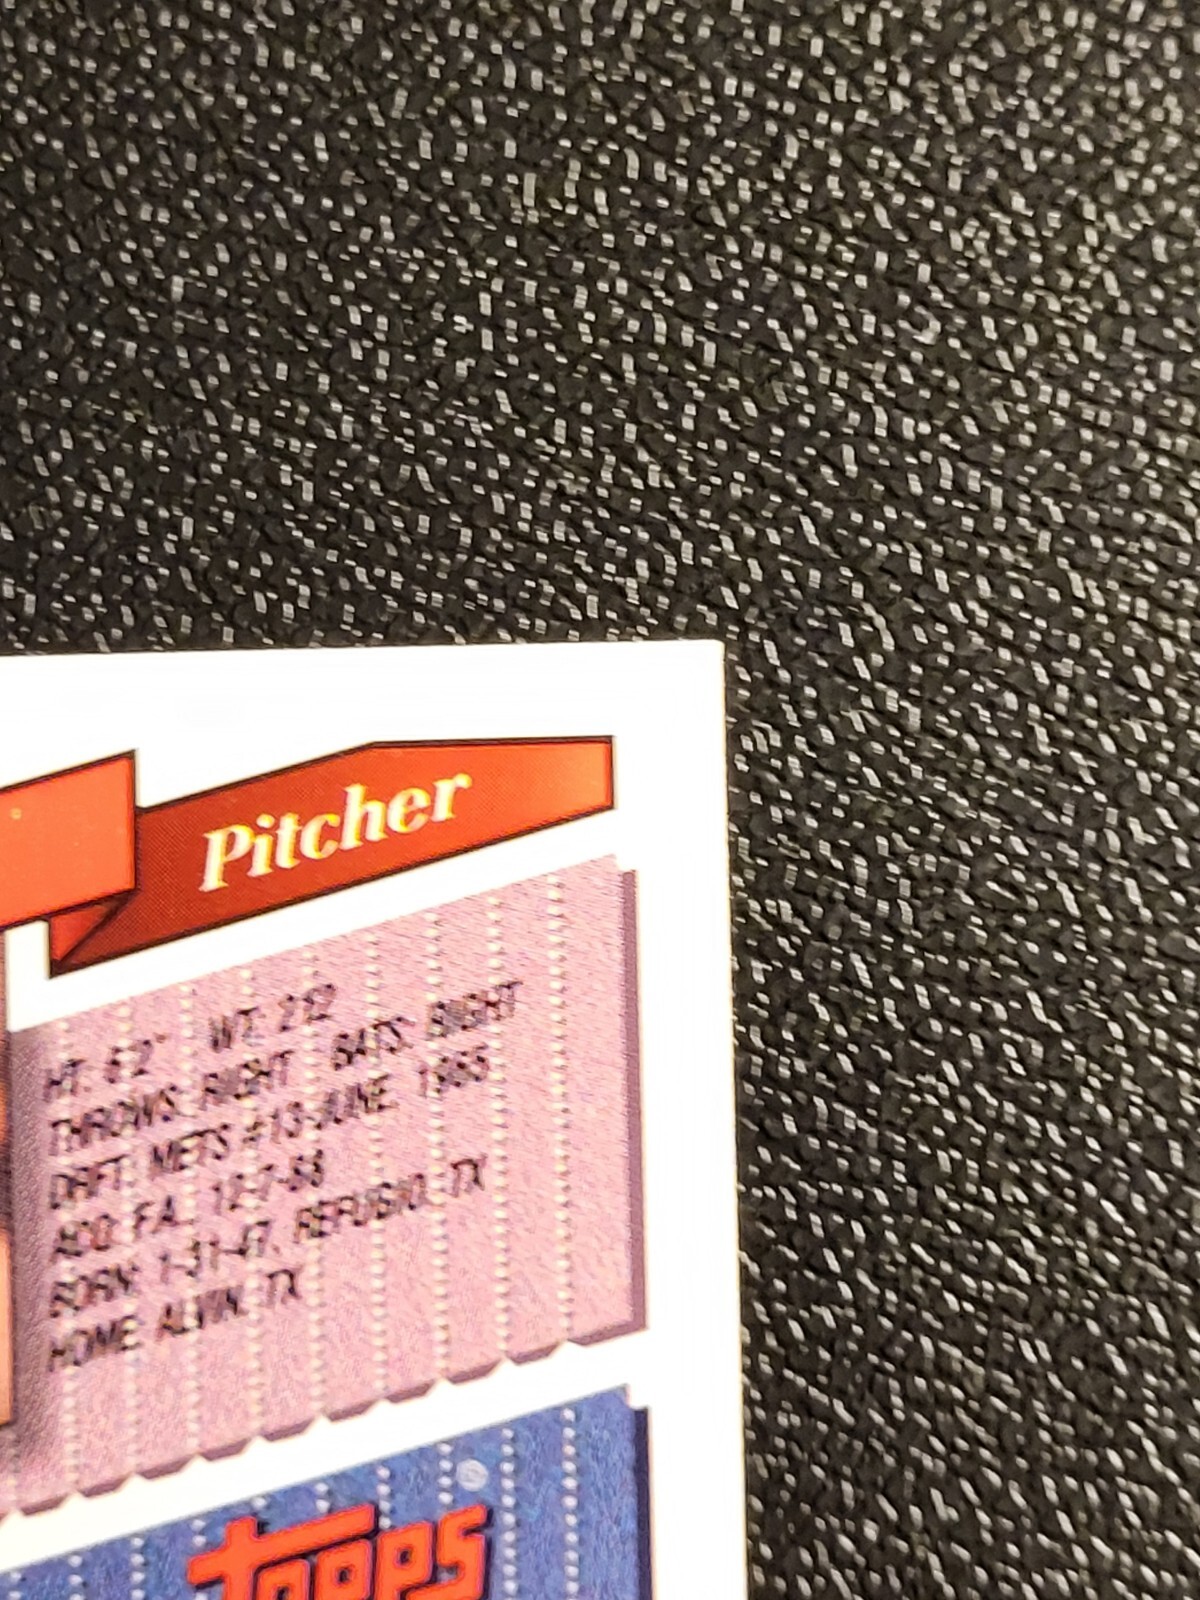 Pitcher
HT: 6'2" WT: 212
THROWS: RIGHT BATS: RIGHT
DRFT: METS #13-JUNE 1965
ACQ: F.A., 12-7-88
BORN: 1-31-47, REFUGIO, TX
HOME: ALVIN, TX
TOPPS